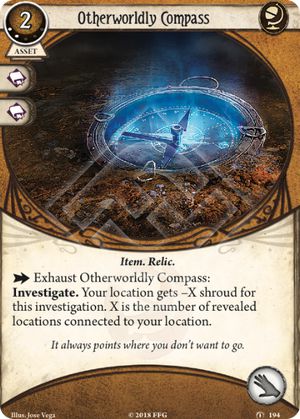 Otherworldly Compass
2
ASSET
Item. Relic.
Exhaust Otherworldly Compass:
Investigate. Your location gets –X shroud for
this investigation. X is the number of revealed
locations connected to your location.
It always points where you don't want to go.
Illus. Jose Vega
© 2018 FFG
194